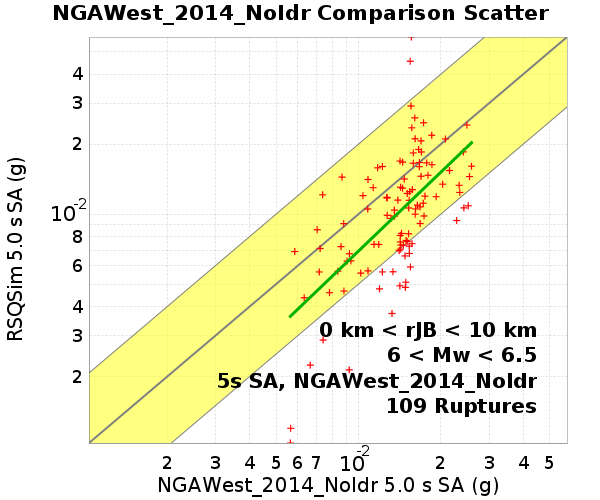 NGAWest_2014_NoIdr Comparison Scatter
RSQSim 5.0 s SA (g)
4
3
2
10-2
8
6
4
3
2
0 km < rJB < 10 km
6 < Mw < 6.5
5s SA, NGAWest_2014_NoIdr
109 Ruptures
2 3 4 5 6 7 10-2 2 3 4 5
NGAWest_2014_NoIdr 5.0 s SA (g)